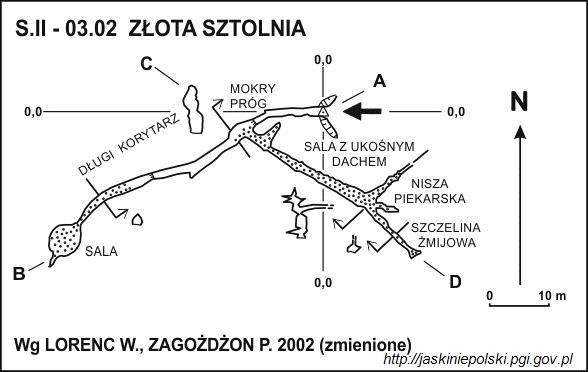 S.II - 03.02 ZŁOTA SZTOLNIA
C
0,0
A
MOKRY
PRÓG
0,0
0,0
N
DŁUGI KORYTARZ
SALA Z UKOŚNYM
DACHEM
NISZA
PIEKARSKA
SZCZELINA
ŻMIJOWA
SALA
B
0,0
D
0
10 m
Wg LORENC W., ZAGOŻDŻON P. 2002 (zmienione)
http://jaskiniepolski.pgi.gov.pl